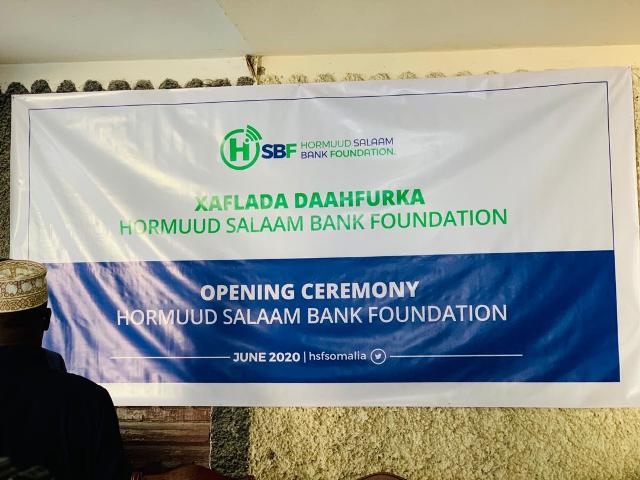 H SBF HORMUUD SALAAM
BANK FOUNDATION.
XAFLADA DAAHFURKA
HORMUUD SALAAM BANK FOUNDATION
OPENING CEREMONY
HORMUUD SALAAM BANK FOUNDATION
JUNE 2020 | hsfsomalia